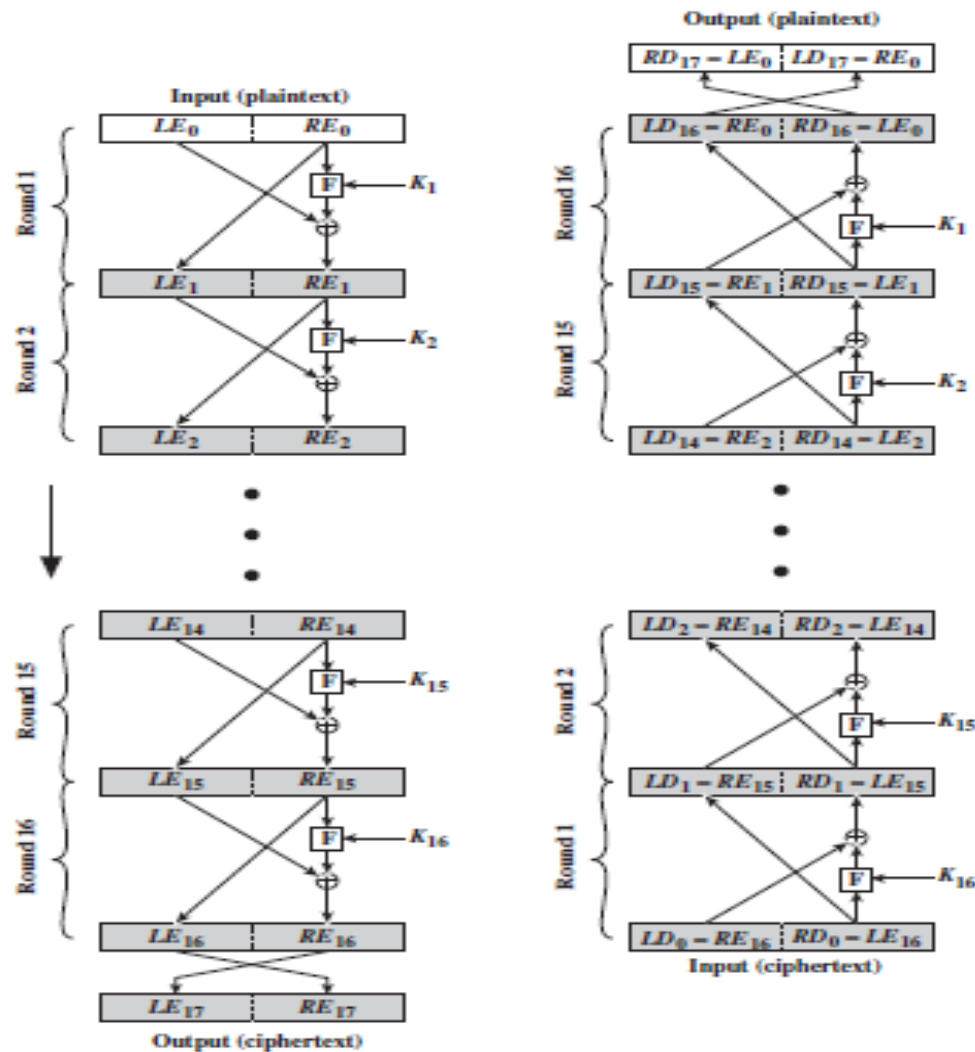 Input (plaintext)
LE₀ RE₀
Round 1
F K₁
LE₁ RE₁
Round 2
F K₂
LE₂ RE₂
LE₁₄ RE₁₄
Round 15
F K₁₅
LE₁₅ RE₁₅
Round 16
F K₁₆
LE₁₆ RE₁₆
LE₁₇ RE₁₇
Output (ciphertext)
Output (plaintext)
RD₁₇ = LE₀ LD₁₇ = RE₀
LD₁₆ = RE₀ RD₁₆ = LE₀
Round 16
F K₁
LD₁₅ = RE₁ RD₁₅ = LE₁
Round 15
F K₂
LD₁₄ = RE₂ RD₁₄ = LE₂
LD₂ = RE₁₄ RD₂ = LE₁₄
Round 2
F K₁₅
LD₁ = RE₁₅ RD₁ = LE₁₅
Round 1
F K₁₆
LD₀ = RE₁₆ RD₀ = LE₁₆
Input (ciphertext)